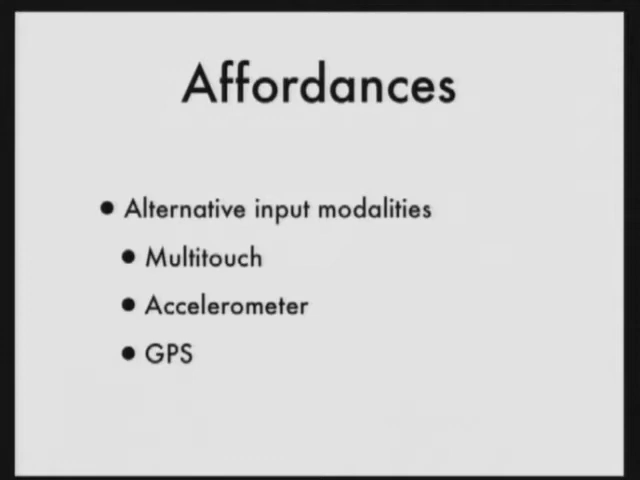 Affordances
• Alternative input modalities
• Multitouch
• Accelerometer
• GPS